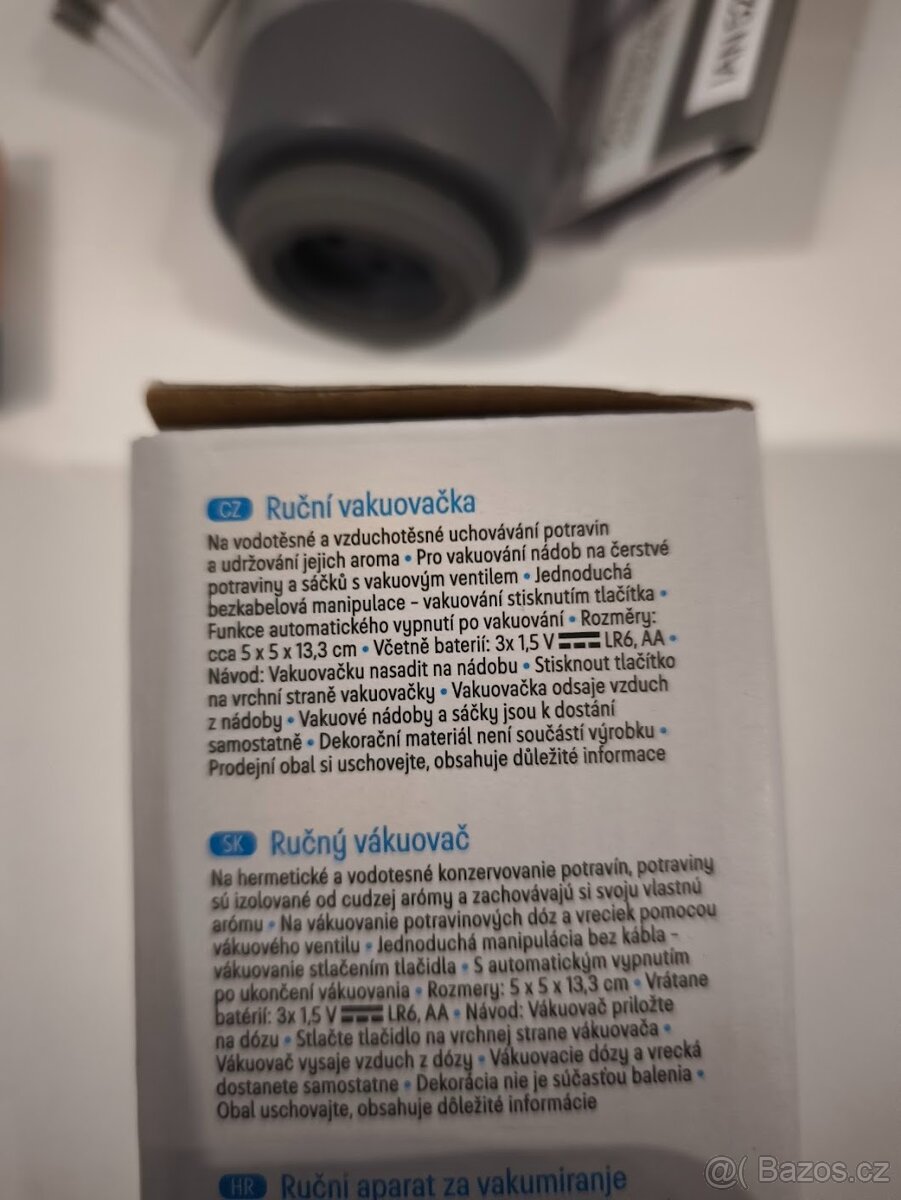 CZ Ruční vakuovačka
Na vodotěsné a vzduchotěsné uchovávání potravin
a udržování jejich aroma • Pro vakuování nádob na čerstvé
potraviny a sáčků s vakuovým ventilem • Jednoduchá
bezkabelová manipulace – vakuování stisknutím tlačítka •
Funkce automatického vypnutí po vakuování • Rozměry:
cca 5 x 5 x 13,3 cm • Včetně baterií: 3x 1,5 V LR6, AA •
Návod: Vakuovačku nasadit na nádobu • Stisknout tlačítko
na vrchní straně vakuovačky • Vakuovačka odsaje vzduch
z nádoby • Vakuové nádoby a sáčky jsou k dostání
samostatně • Dekorační materiál není součástí výrobku •
Prodejní obal si uschovejte, obsahuje důležité informace
SK Ručný vákuovač
Na hermetické a vodotesné konzervovanie potravín, potraviny
sú izolované od cudzej arómy a zachovávajú si svoju vlastnú
arómu • Na vákuovanie potravinových dóz a vreciek pomocou
vákuového ventilu • Jednoduchá manipulácia bez kábla –
vákuovanie stlačením tlačidla • S automatickým vypnutím
po ukončení vákuovania • Rozmery: 5 x 5 x 13,3 cm • Vrátane
batérií: 3x 1,5 V LR6, AA • Návod: Vákuovač priložte
na dózu • Stlačte tlačidlo na vrchnej strane vákuovača •
Vákuovač vysaje vzduch z dózy • Vákuovacie dózy a vrecká
dostanete samostatne • Dekorácia nie je súčasťou balenia •
Obal uschovajte, obsahuje dôležité informácie
HR Ručni aparat za vakumiranje
@( Bazos.cz